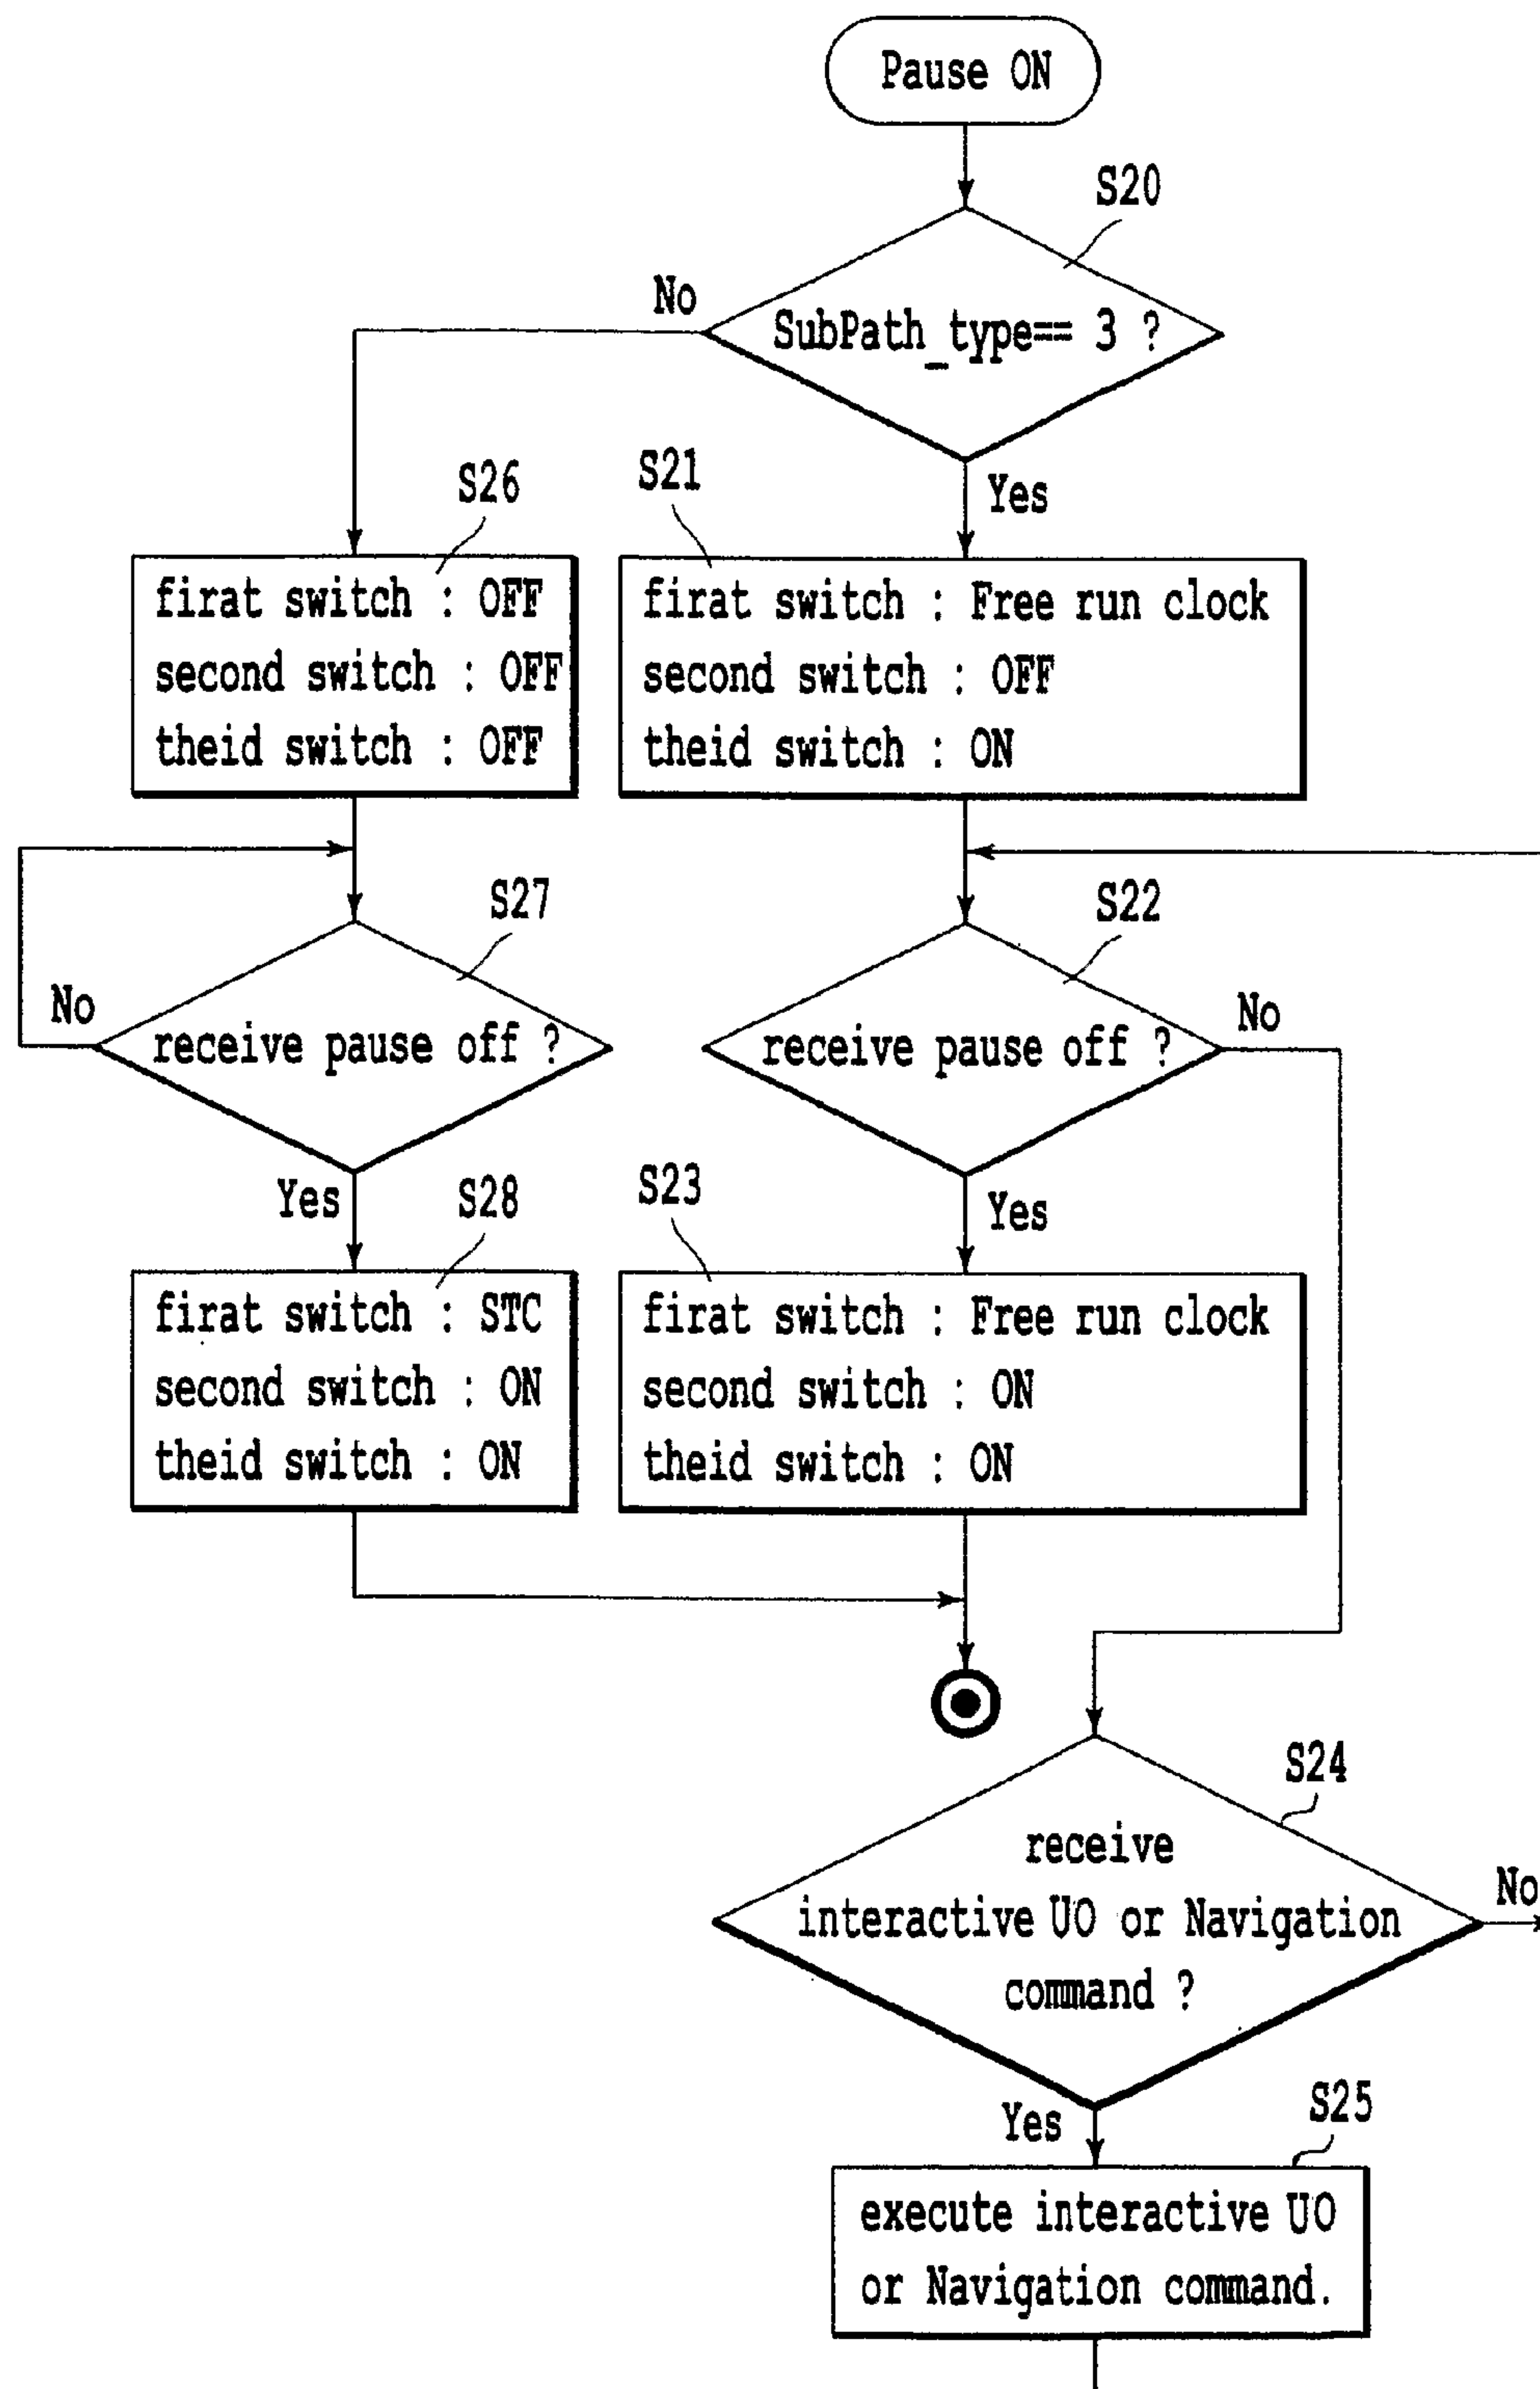 Pause ON
S20
No
SubPath_type== 3 ?
Yes
S26
firat switch : OFF
second switch : OFF
theid switch : OFF
S21
firat switch : Free run clock
second switch : OFF
theid switch : ON
S27
No
receive pause off ?
Yes
S22
No
receive pause off ?
Yes
S28
firat switch : STC
second switch : ON
theid switch : ON
S23
firat switch : Free run clock
second switch : ON
theid switch : ON
S24
receive
interactive UO or Navigation
command ?
No
Yes
S25
execute interactive UO
or Navigation command.